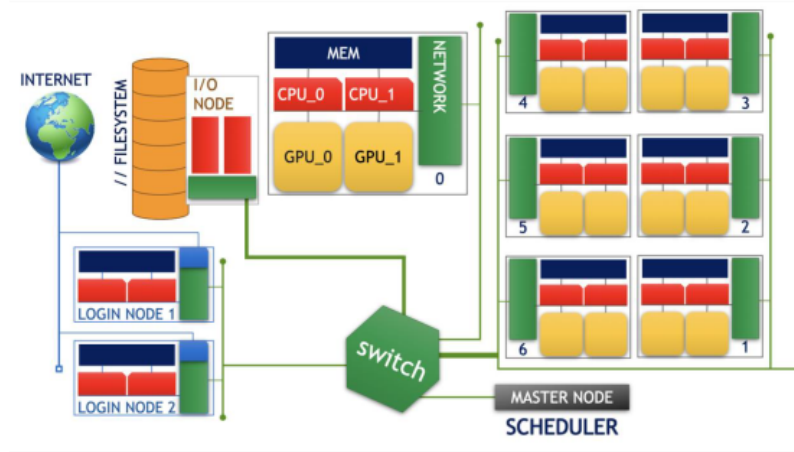 INTERNET
// FILESYSTEM
I/O
NODE
MEM
CPU_0 CPU_1
GPU_0 GPU_1
NETWORK
0
4
3
5
2
6
1
LOGIN NODE 1
LOGIN NODE 2
switch
MASTER NODE
SCHEDULER